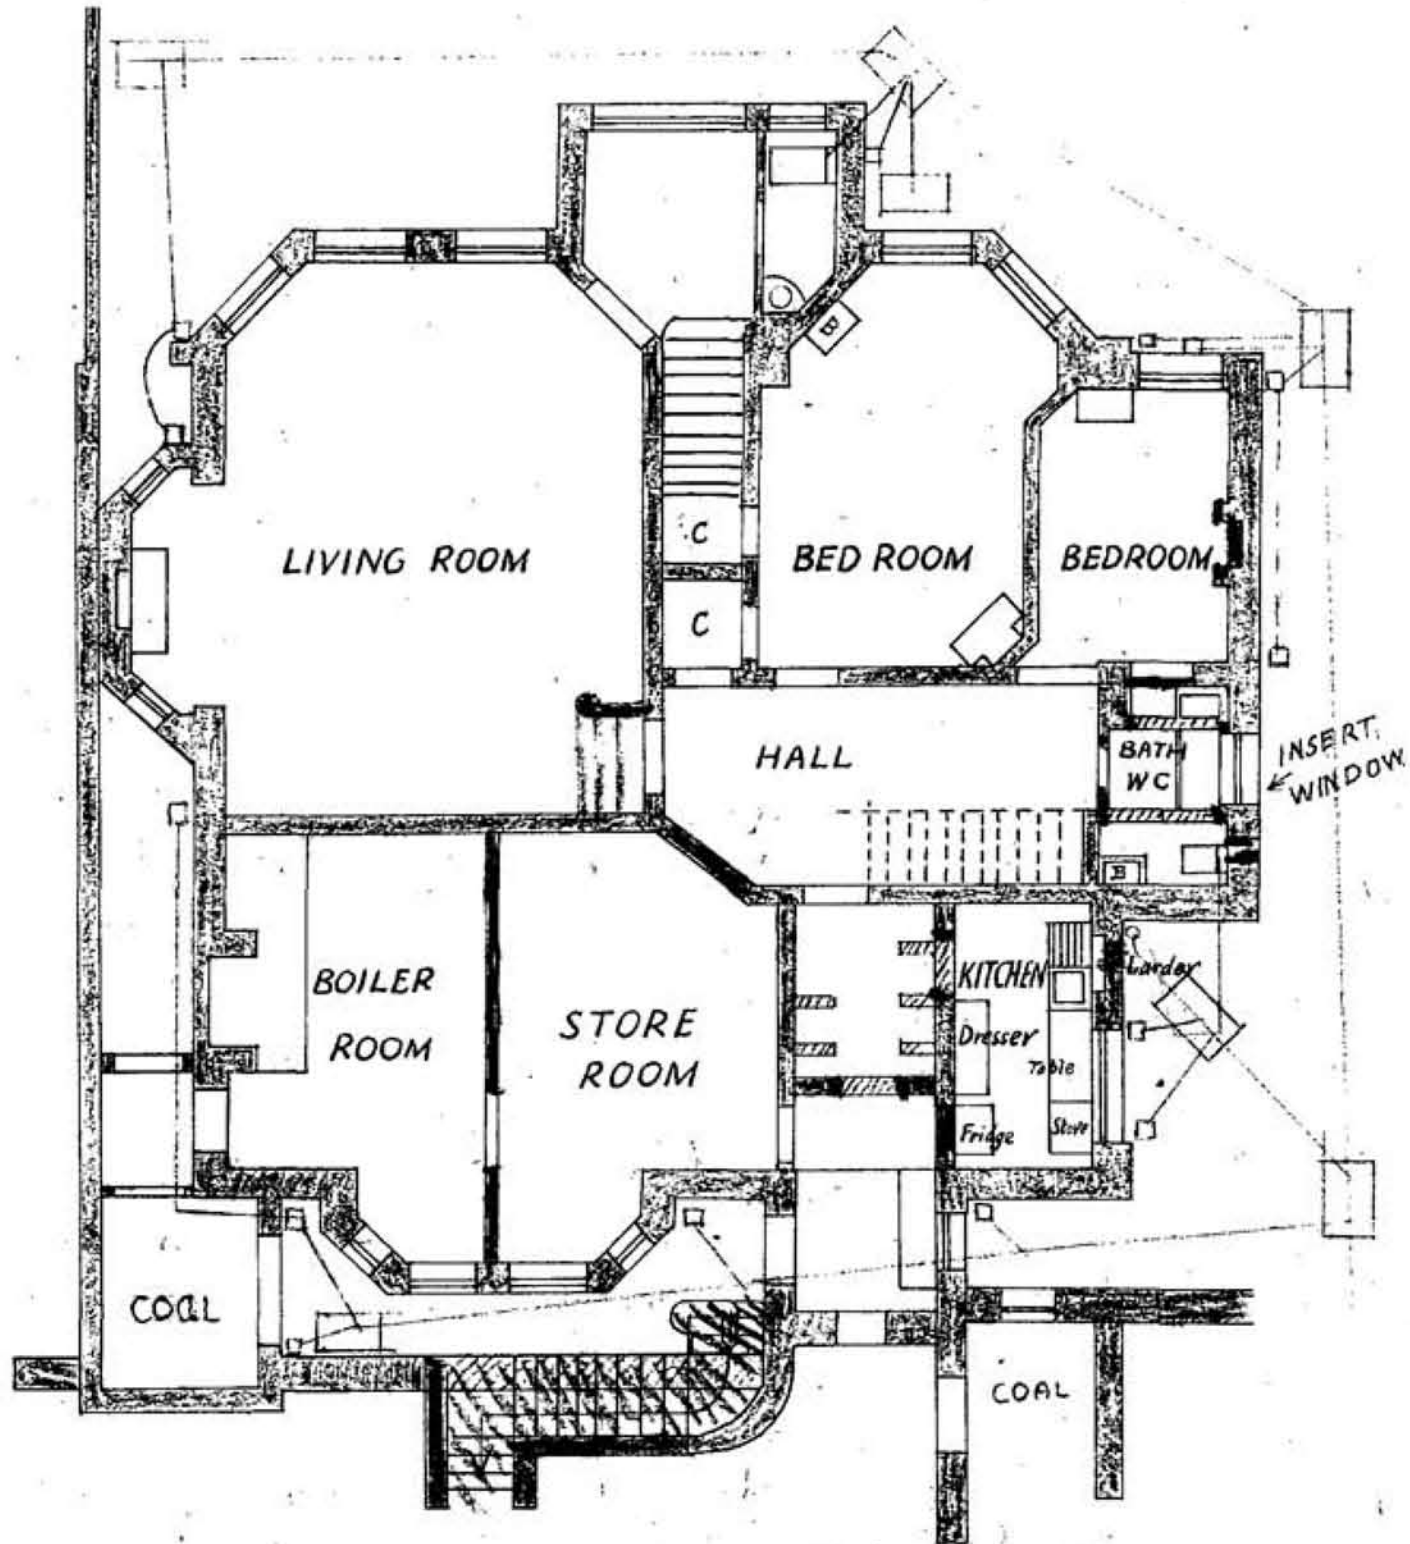 B
C
LIVING ROOM
BED ROOM
BEDROOM
C
HALL
BATH
WC
INSERT
WINDOW
B
BOILER
ROOM
STORE
ROOM
KITCHEN
Larder
Dresser
Table
Fridge
Stove
COAL
COAL